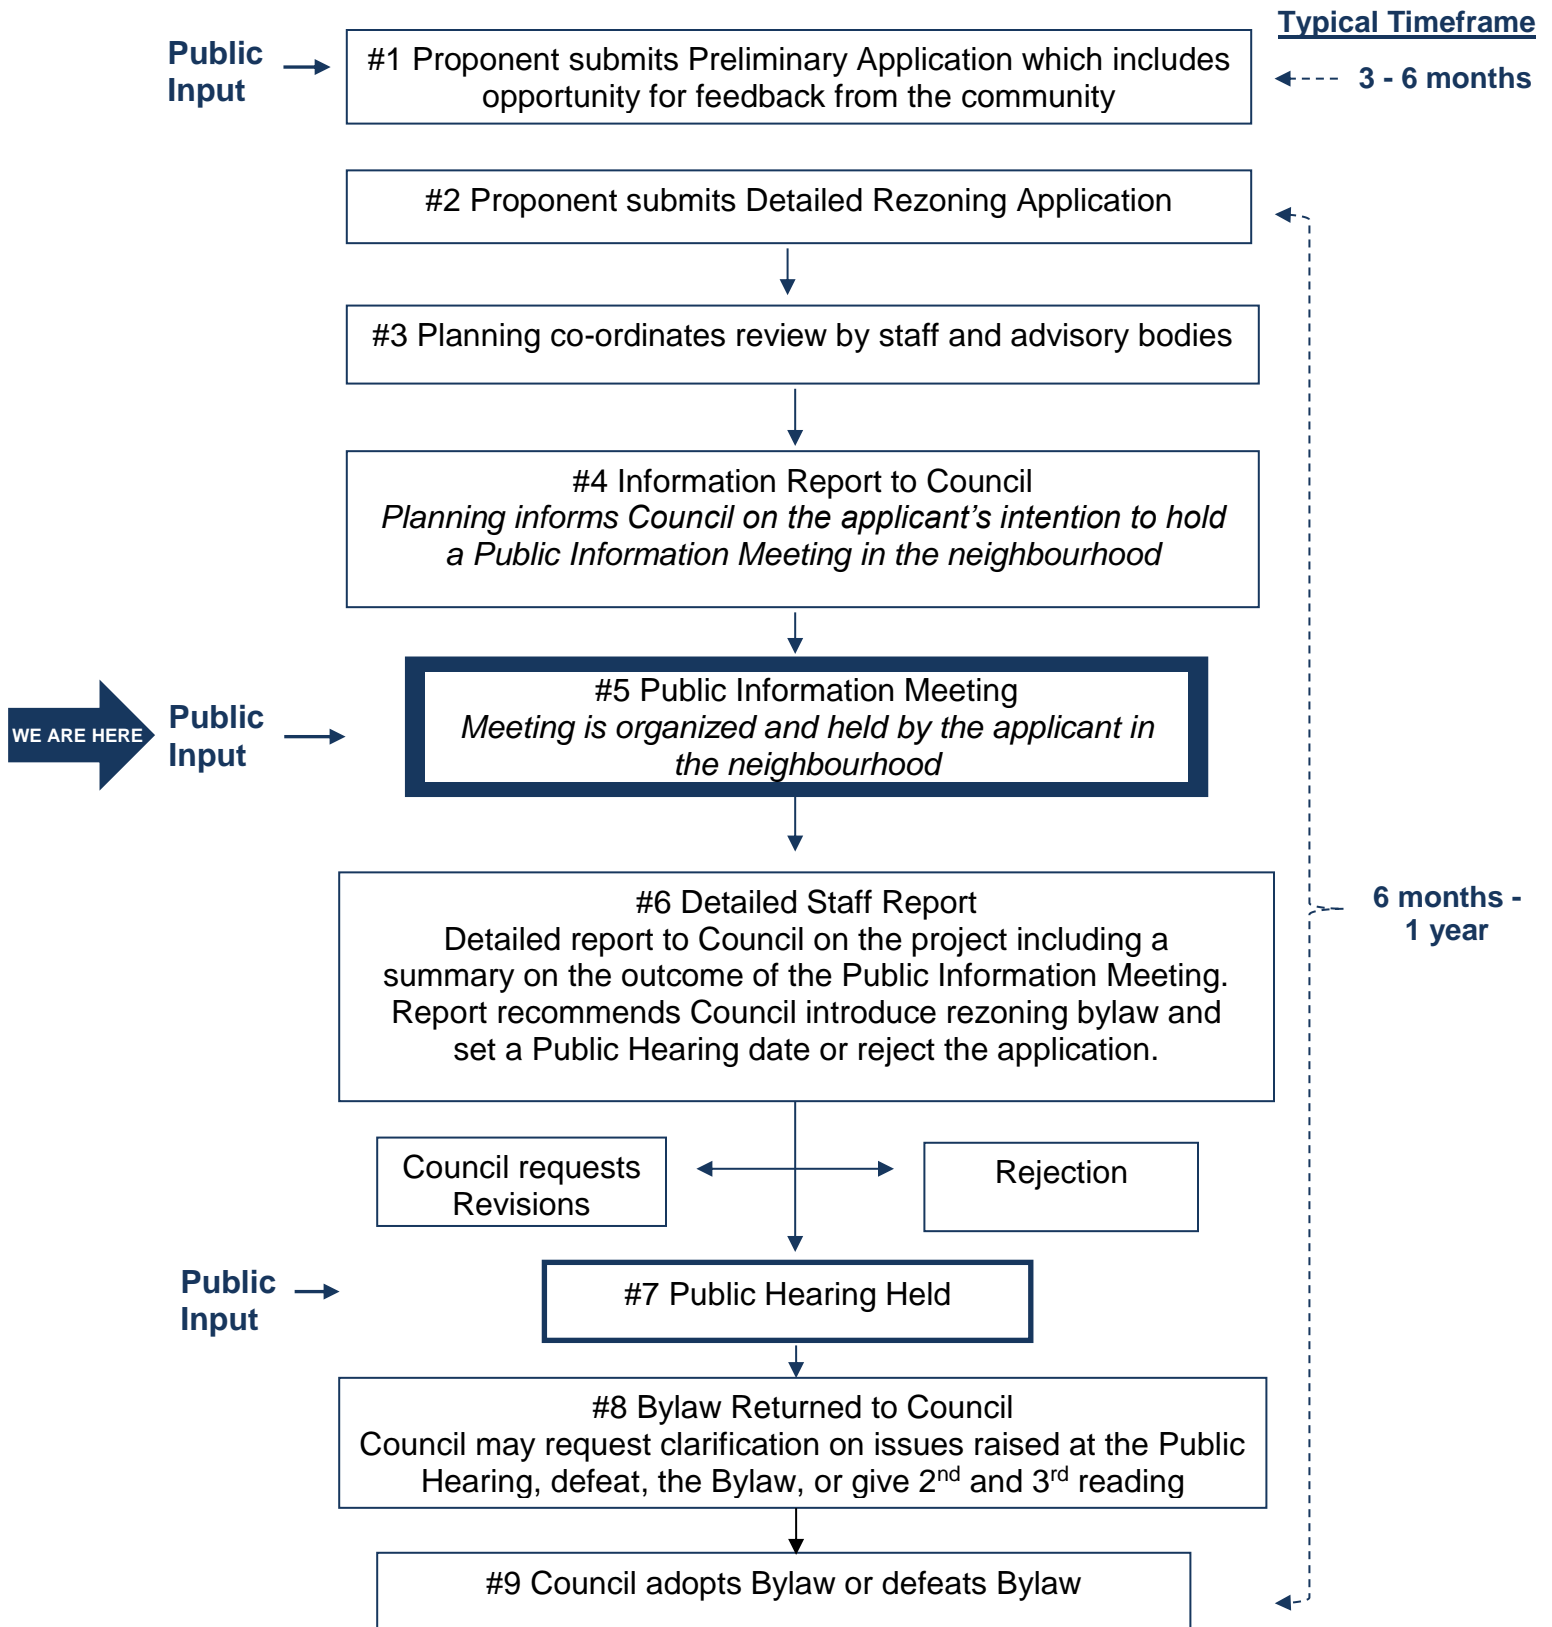 Typical Timeframe
Public
Input
#1 Proponent submits Preliminary Application which includes
opportunity for feedback from the community
3 - 6 months
#2 Proponent submits Detailed Rezoning Application
#3 Planning co-ordinates review by staff and advisory bodies
#4 Information Report to Council
Planning informs Council on the applicant’s intention to hold
a Public Information Meeting in the neighbourhood
WE ARE HERE
Public
Input
#5 Public Information Meeting
Meeting is organized and held by the applicant in
the neighbourhood
#6 Detailed Staff Report
Detailed report to Council on the project including a
summary on the outcome of the Public Information Meeting.
Report recommends Council introduce rezoning bylaw and
set a Public Hearing date or reject the application.
6 months -
1 year
Council requests
Revisions
Rejection
Public
Input
#7 Public Hearing Held
#8 Bylaw Returned to Council
Council may request clarification on issues raised at the Public
Hearing, defeat, the Bylaw, or give 2nd and 3rd reading
#9 Council adopts Bylaw or defeats Bylaw